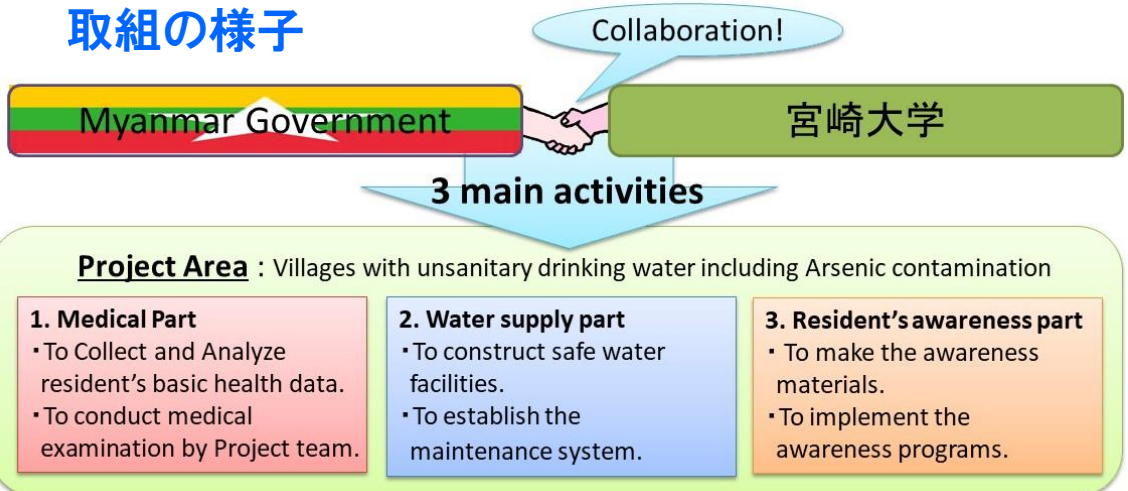 取組の様子
Collaboration!
Myanmar Government
宮崎大学
3 main activities
Project Area : Villages with unsanitary drinking water including Arsenic contamination
1. Medical Part
・To Collect and Analyze
resident's basic health data.
・To conduct medical
examination by Project team.
2. Water supply part
・To construct safe water
facilities.
・To establish the
maintenance system.
3. Resident's awareness part
・ To make the awareness
materials.
・To implement the
awareness programs.